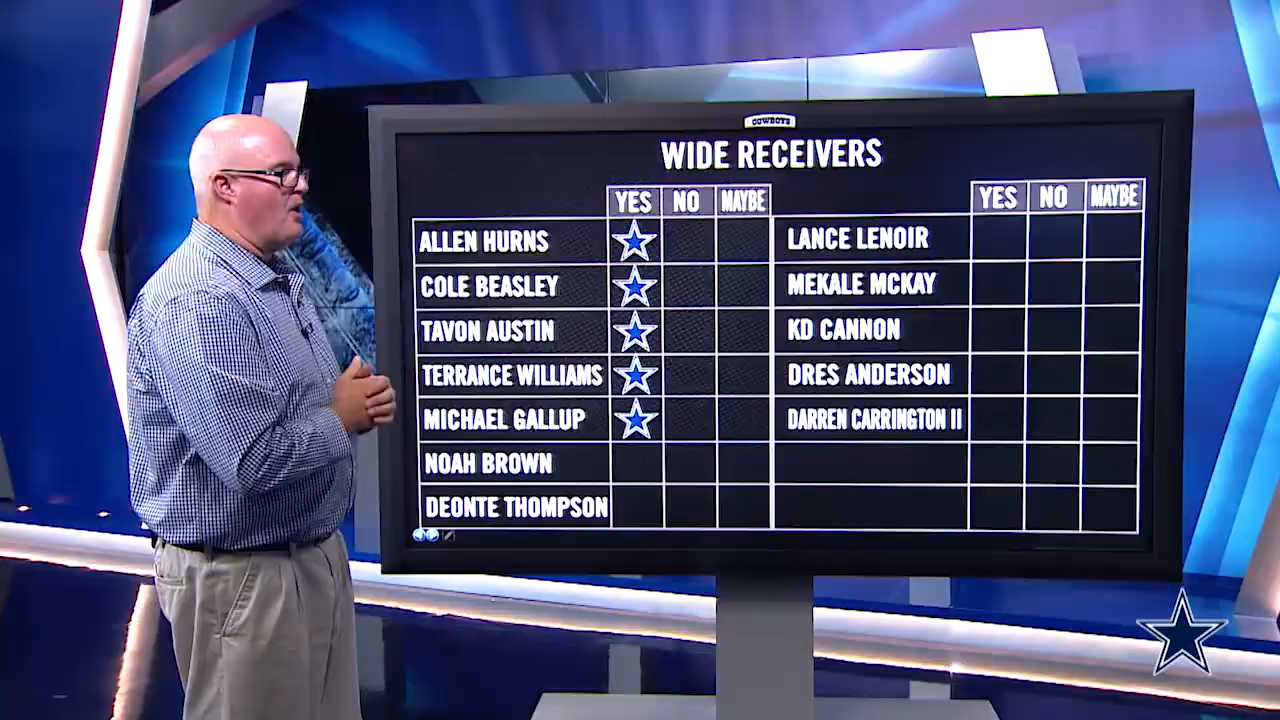 COWBOYS
WIDE RECEIVERS
YES NO MAYBE
ALLEN HURNS
COLE BEASLEY
TAVON AUSTIN
TERRANCE WILLIAMS
MICHAEL GALLUP
NOAH BROWN
DEONTE THOMPSON
YES NO MAYBE
LANCE LENOIR
MEKALE MCKAY
KD CANNON
DRES ANDERSON
DARREN CARRINGTON II